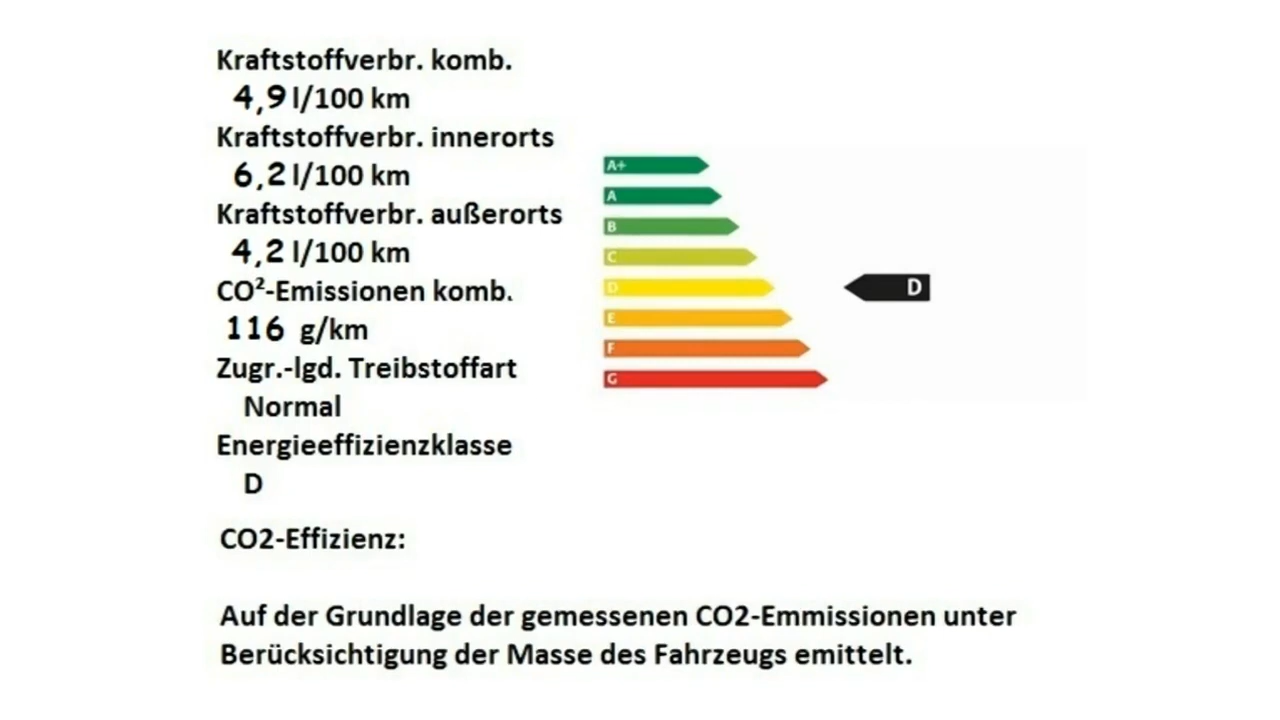 Kraftstoffverbr. komb.
4,9 l/100 km
Kraftstoffverbr. innerorts
6,2 l/100 km
Kraftstoffverbr. außerorts
4,2 l/100 km
CO²-Emissionen komb.
116 g/km
Zugr.-lgd. Treibstoffart
Normal
Energieeffizienzklasse
D
A+
A
B
C
D
D
E
F
G
CO2-Effizienz:
Auf der Grundlage der gemessenen CO2-Emmissionen unter
Berücksichtigung der Masse des Fahrzeugs emittelt.